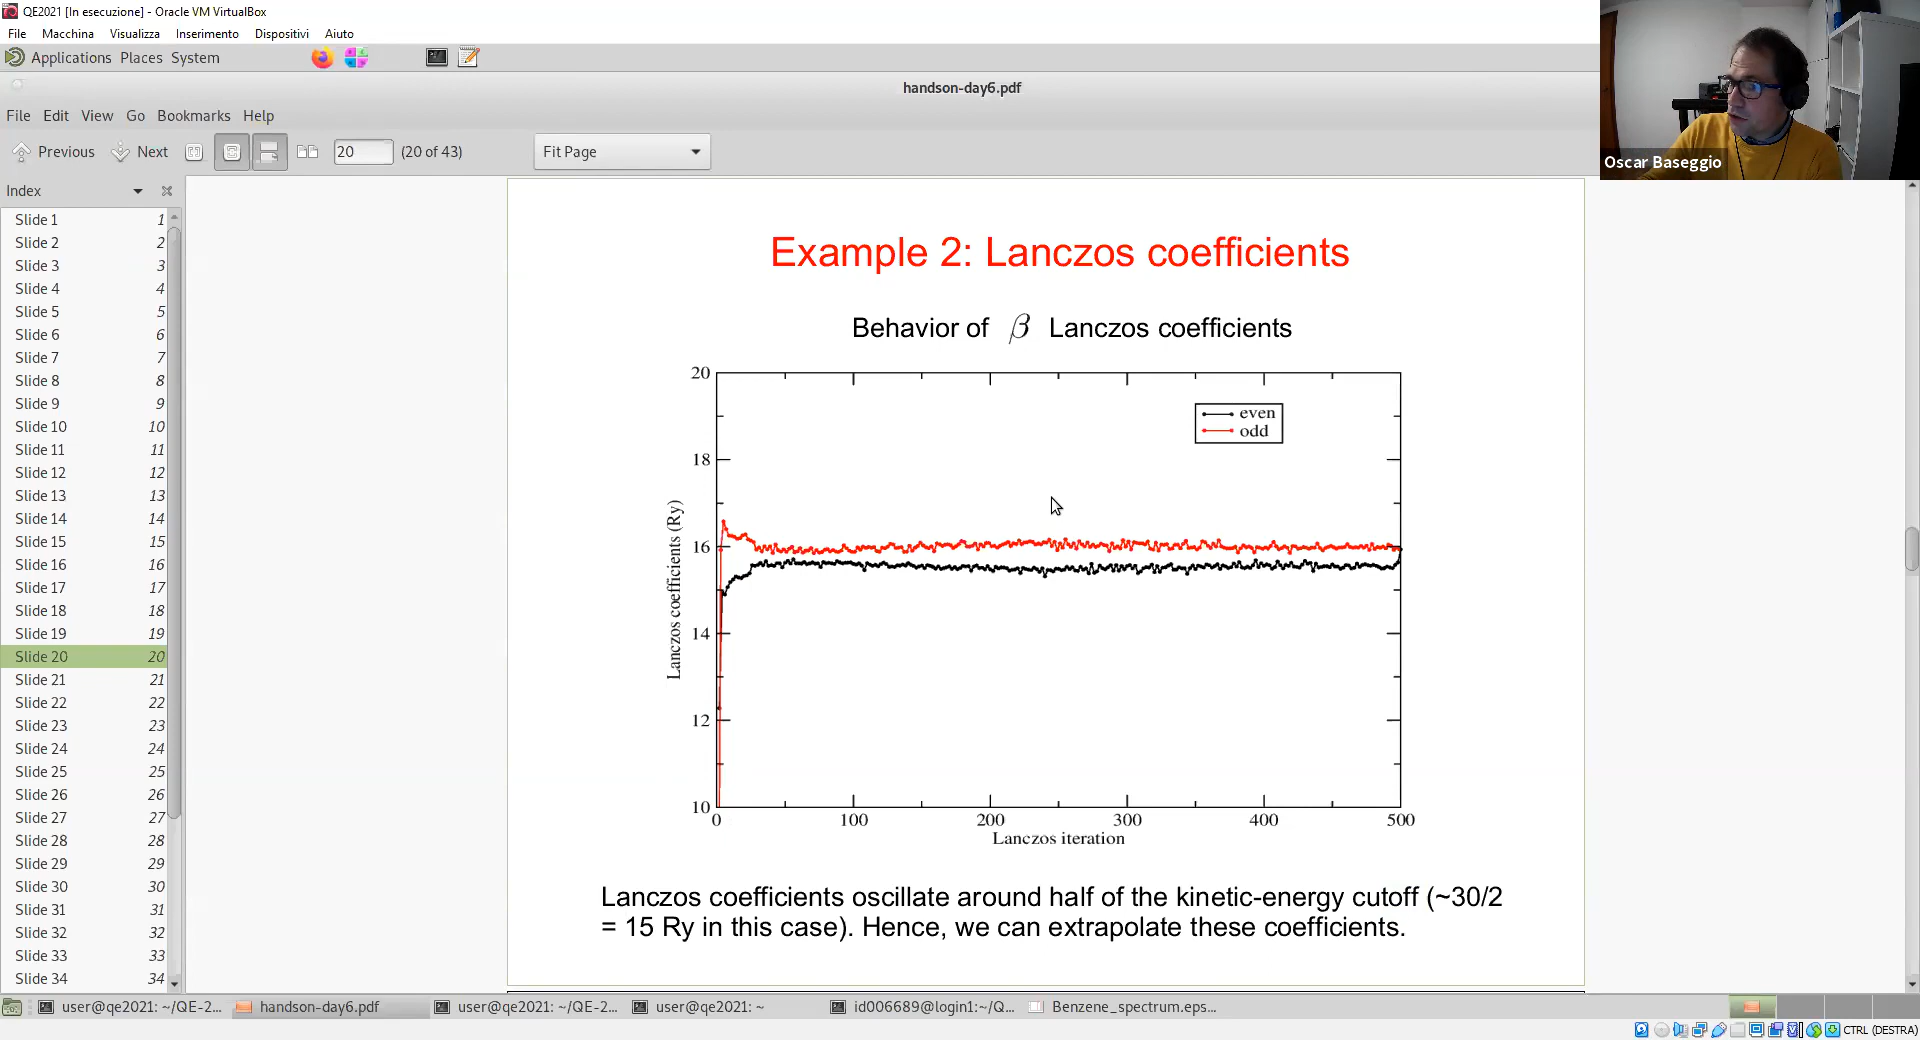 QE2021 [In esecuzione] - Oracle VM VirtualBox
File Macchina Visualizza Inserimento Dispositivi Aiuto
Applications Places System
handson-day6.pdf
File Edit View Go Bookmarks Help
Previous Next 20 (20 of 43) Fit Page
Oscar Baseggio
Index
Slide 1 1
Slide 2 2
Slide 3 3
Slide 4 4
Slide 5 5
Slide 6 6
Slide 7 7
Slide 8 8
Slide 9 9
Slide 10 10
Slide 11 11
Slide 12 12
Slide 13 13
Slide 14 14
Slide 15 15
Slide 16 16
Slide 17 17
Slide 18 18
Slide 19 19
Slide 20 20
Slide 21 21
Slide 22 22
Slide 23 23
Slide 24 24
Slide 25 25
Slide 26 26
Slide 27 27
Slide 28 28
Slide 29 29
Slide 30 30
Slide 31 31
Slide 32 32
Slide 33 33
Slide 34 34
Example 2: Lanczos coefficients
Behavior of β Lanczos coefficients
20
18
16
14
12
10
Lanczos coefficients (Ry)
even
odd
0 100 200 300 400 500
Lanczos iteration
Lanczos coefficients oscillate around half of the kinetic-energy cutoff (~30/2
= 15 Ry in this case). Hence, we can extrapolate these coefficients.
user@qe2021: ~/QE-2... handson-day6.pdf user@qe2021: ~/QE-2... user@qe2021: ~ id006689@login1:~/Q... Benzene_spectrum.eps...
CTRL (DESTRA)